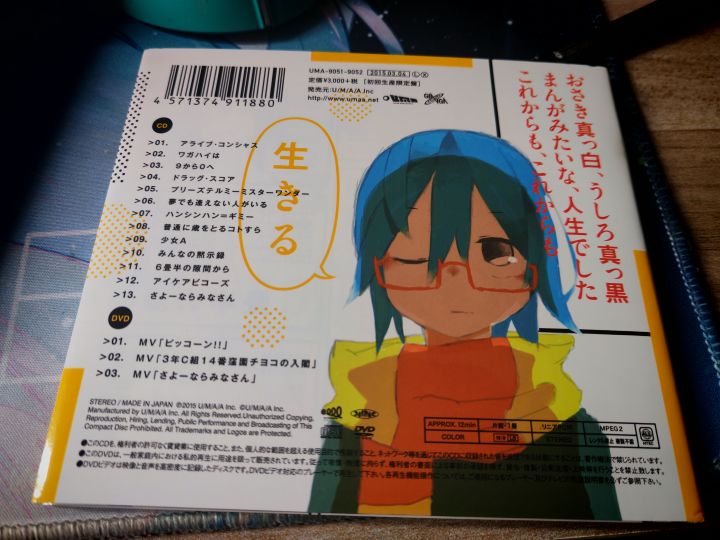 UMA-9051-9052 2015.03.04 Ⓛ Ⓡ
定価¥3,000+税 [初回生産限定盤]
発売元:U/M/A/A Inc
http://www.umaa.net
4 571374 911880
おさき真っ白、うしろ真っ黒
まんがみたいな、人生でした
これからも、これからも
生きる
CD
>01. アライブ・コンシャス
>02. ワガハイは
>03. 9から0へ
>04. ドラッグ・スコア
>05. プリーズテルミーミスターワンダー
>06. 夢でも逢えない人がいる
>07. ハンシンハン=ギミー
>08. 普通に歳をとるコトすら
>09. 少女A
>10. みんなの黙示録
>11. 6畳半の隙間から
>12. アイケアビコーズ
>13. さよーならみなさん
DVD
>01. MV「ピッコーン!!」
>02. MV「3年C組14番窪園チヨコの入閣」
>03. MV「さよーならみなさん」
STEREO / MADE IN JAPAN ℗2015 U/M/A/A Inc. ©U/M/A/A Inc.
Manufactured by U/M/A/A Inc. All Rights Reserved.Unauthorized Copying,
Reproduction, Hiring, Lending, Public Performance and Broadcasting of This
Compact Disc Prohibited. All Trademarks and Logos are Protected.
APPROX. 12min 片面・1層 MPEG2
COLOR STEREO 複製不能